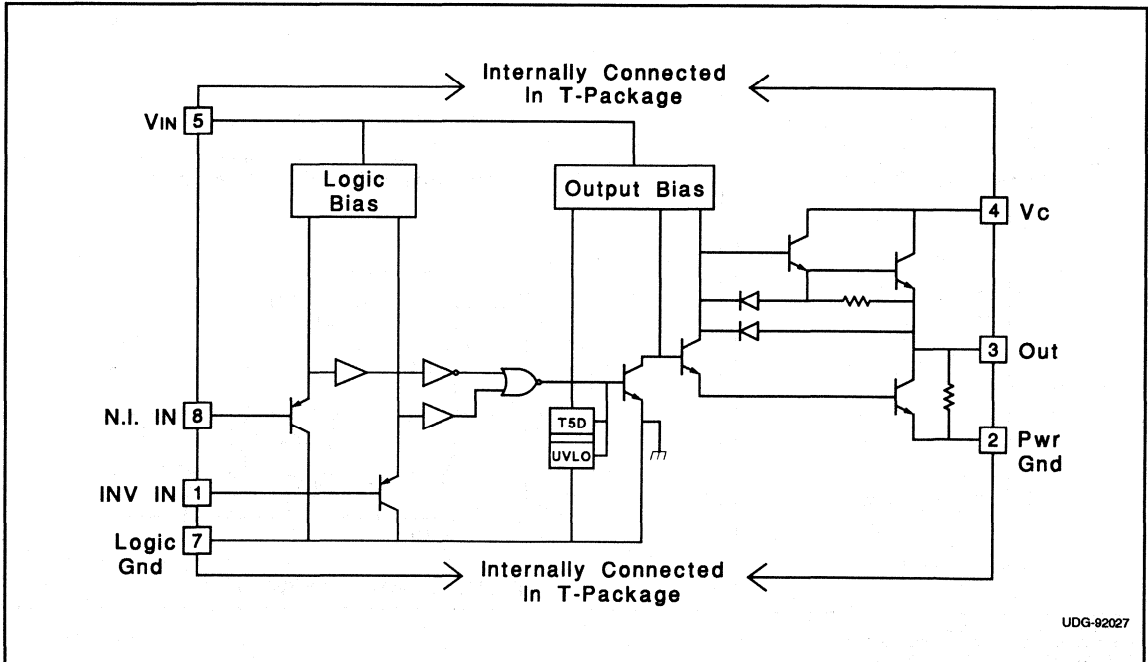 Internally Connected
In T-Package
VIN 5
Logic
Bias
Output Bias
4 Vc
3 Out
N.I. IN 8
T5D
UVLO
2 Pwr
Gnd
INV IN 1
Logic
Gnd
7
Internally Connected
In T-Package
UDG-92027